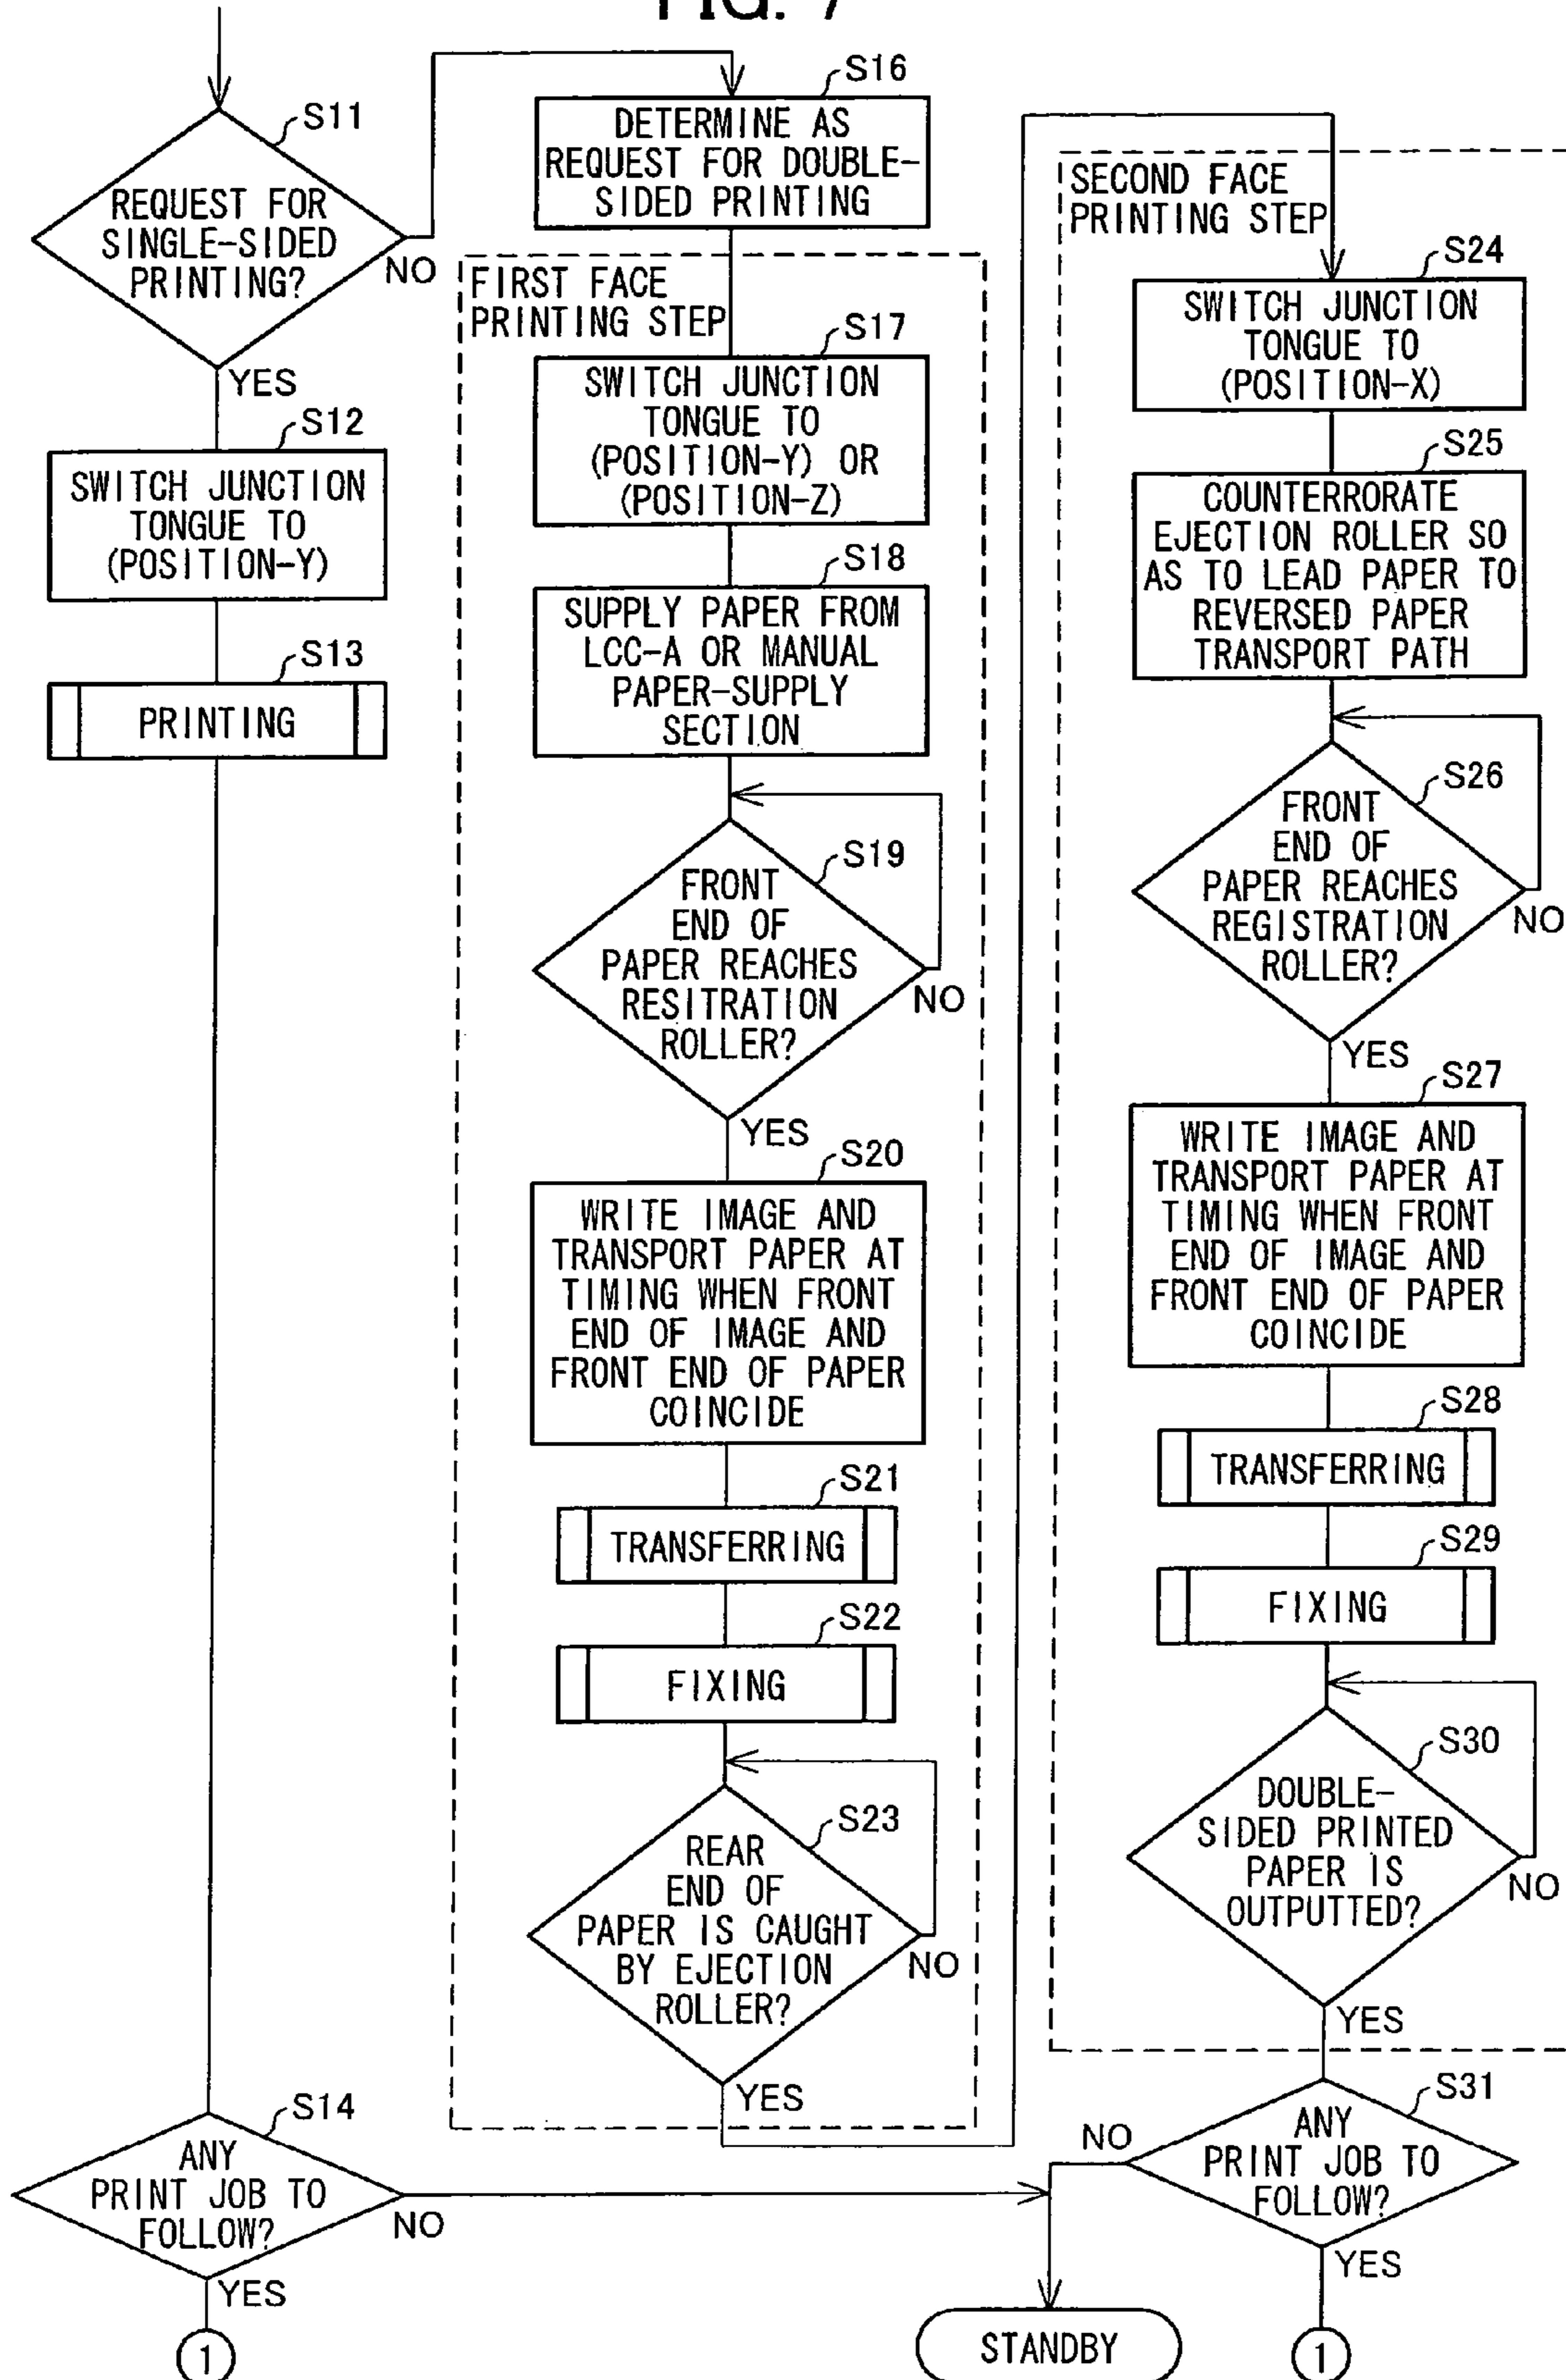 FIG. 7
S11
REQUEST FOR
SINGLE-SIDED
PRINTING?
NO
YES
S12
SWITCH JUNCTION
TONGUE TO
(POSITION-Y)
S13
PRINTING
S14
ANY
PRINT JOB TO
FOLLOW?
NO
YES
1
S16
DETERMINE AS
REQUEST FOR DOUBLE-
SIDED PRINTING
FIRST FACE
PRINTING STEP
S17
SWITCH JUNCTION
TONGUE TO
(POSITION-Y) OR
(POSITION-Z)
S18
SUPPLY PAPER FROM
LCC-A OR MANUAL
PAPER-SUPPLY
SECTION
S19
FRONT
END OF
PAPER REACHES
RESITRATION
ROLLER?
NO
YES
S20
WRITE IMAGE AND
TRANSPORT PAPER AT
TIMING WHEN FRONT
END OF IMAGE AND
FRONT END OF PAPER
COINCIDE
S21
TRANSFERRING
S22
FIXING
S23
REAR
END OF
PAPER IS CAUGHT
BY EJECTION
ROLLER?
NO
YES
SECOND FACE
PRINTING STEP
S24
SWITCH JUNCTION
TONGUE TO
(POSITION-X)
S25
COUNTERRORATE
EJECTION ROLLER SO
AS TO LEAD PAPER TO
REVERSED PAPER
TRANSPORT PATH
S26
FRONT
END OF
PAPER REACHES
REGISTRATION
ROLLER?
NO
YES
S27
WRITE IMAGE AND
TRANSPORT PAPER AT
TIMING WHEN FRONT
END OF IMAGE AND
FRONT END OF PAPER
COINCIDE
S28
TRANSFERRING
S29
FIXING
S30
DOUBLE-
SIDED PRINTED
PAPER IS
OUTPUTTED?
NO
YES
S31
ANY
PRINT JOB TO
FOLLOW?
NO
YES
STANDBY
1